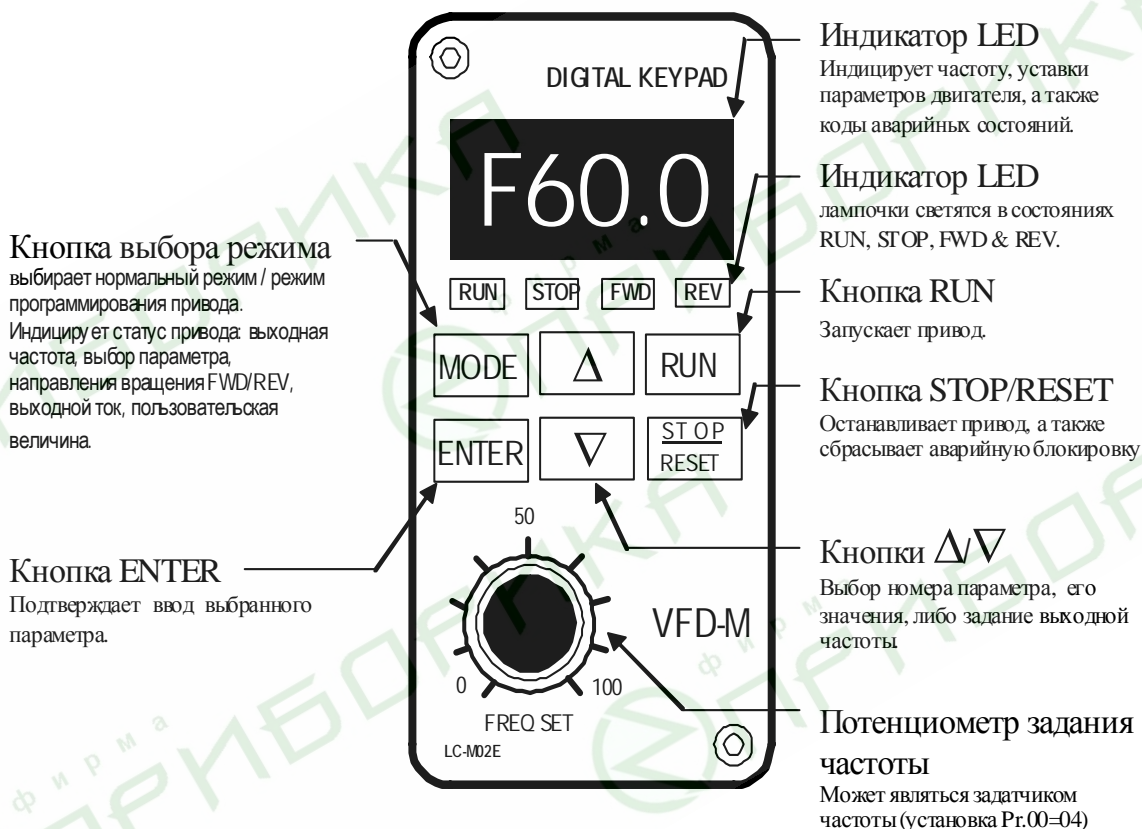 DIGITAL KEYPAD
F60.0
RUN STOP FWD REV
MODE Δ RUN
ENTER ∇ STOP
RESET
50
0 100
FREQ SET
VFD-M
LC-M02E
Кнопка выбора режима
выбирает нормальный режим / режим
программирования привода.
Индицирует статус привода: выходная
частота, выбор параметра,
направления вращения FWD/REV,
выходной ток, пользовательская
величина.
Кнопка ENTER
Подтверждает ввод выбранного
параметра.
Индикатор LED
Индицирует частоту, уставки
параметров двигателя, а также
коды аварийных состояний.
Индикатор LED
лампочки светятся в состояниях
RUN, STOP, FWD & REV.
Кнопка RUN
Запускает привод.
Кнопка STOP/RESET
Останавливает привод, а также
сбрасывает аварийную блокировку
Кнопки Δ/∇
Выбор номера параметра, его
значения, либо задание выходной
частоты.
Потенциометр задания
частоты
Может являться задатчиком
частоты (установка Pr.00=04)
фирма
ПРИБОРИКА